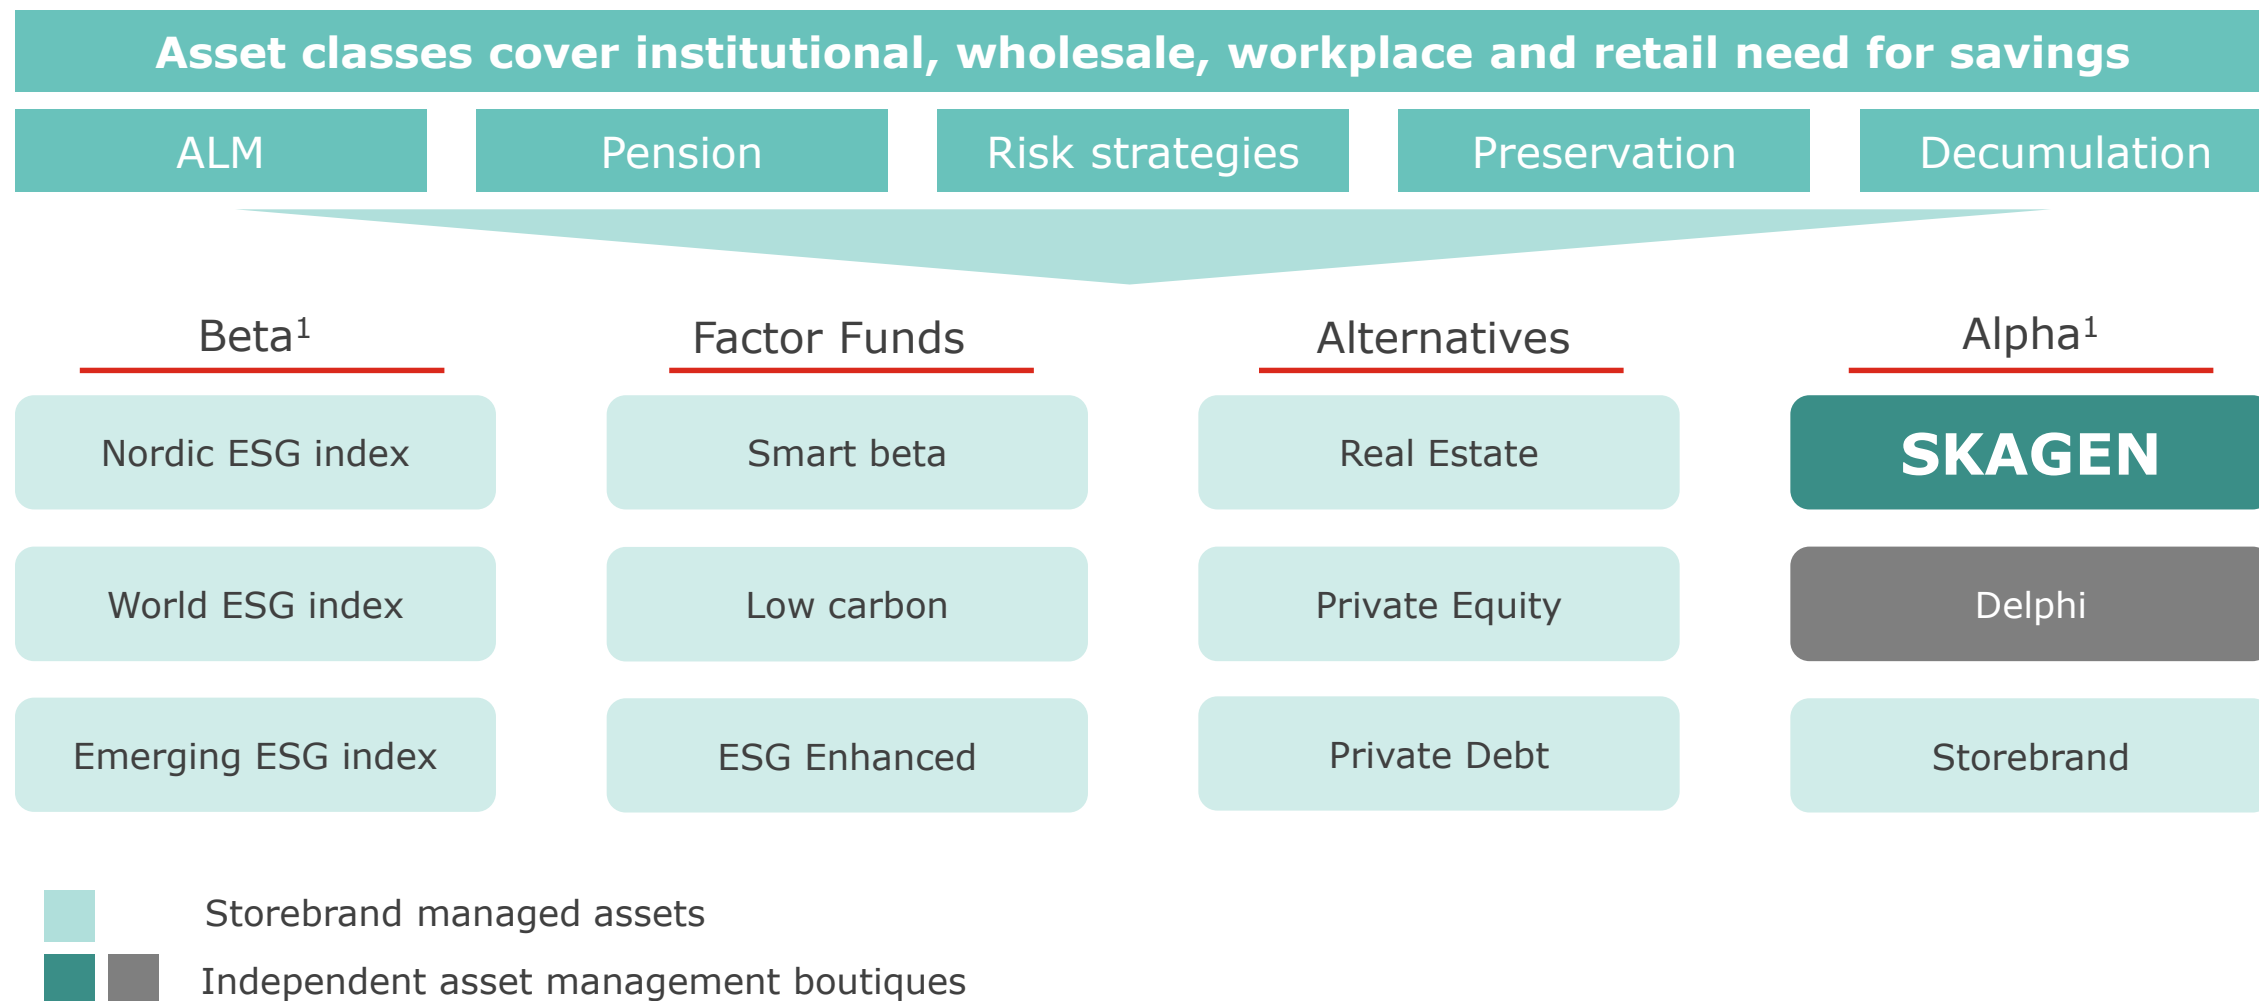 Asset classes cover institutional, wholesale, workplace and retail need for savings
ALM
Pension
Risk strategies
Preservation
Decumulation
Beta¹
Factor Funds
Alternatives
Alpha¹
Nordic ESG index
Smart beta
Real Estate
SKAGEN
World ESG index
Low carbon
Private Equity
Delphi
Emerging ESG index
ESG Enhanced
Private Debt
Storebrand
Storebrand managed assets
Independent asset management boutiques